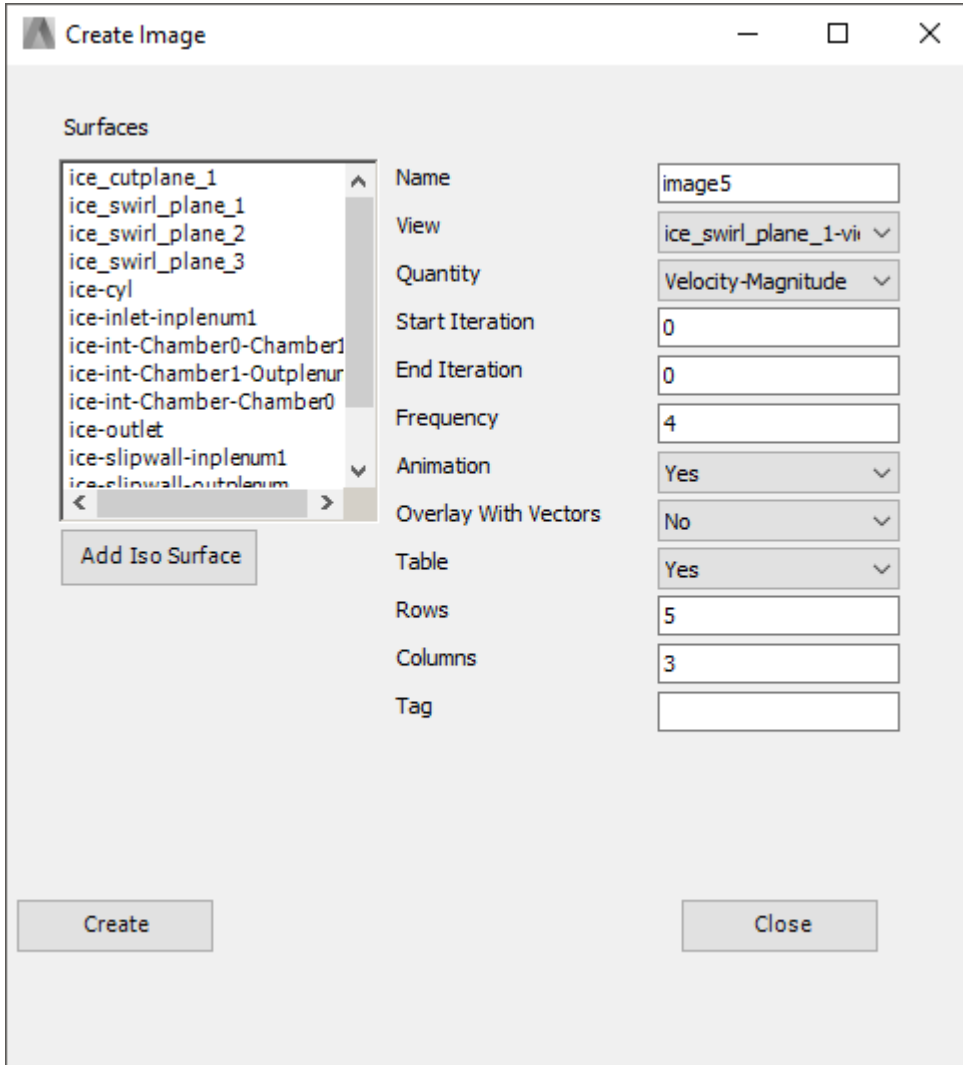 Create Image
Surfaces
ice_cutplane_1
ice_swirl_plane_1
ice_swirl_plane_2
ice_swirl_plane_3
ice-cyl
ice-inlet-inplenum1
ice-int-Chamber0-Chamber1
ice-int-Chamber1-Outplenur
ice-int-Chamber-Chamber0
ice-outlet
ice-slipwall-inplenum1
ice-slipwall-outplenum
Add Iso Surface
Name image5
View ice_swirl_plane_1-vi
Quantity Velocity-Magnitude
Start Iteration 0
End Iteration 0
Frequency 4
Animation Yes
Overlay With Vectors No
Table Yes
Rows 5
Columns 3
Tag
Create Close